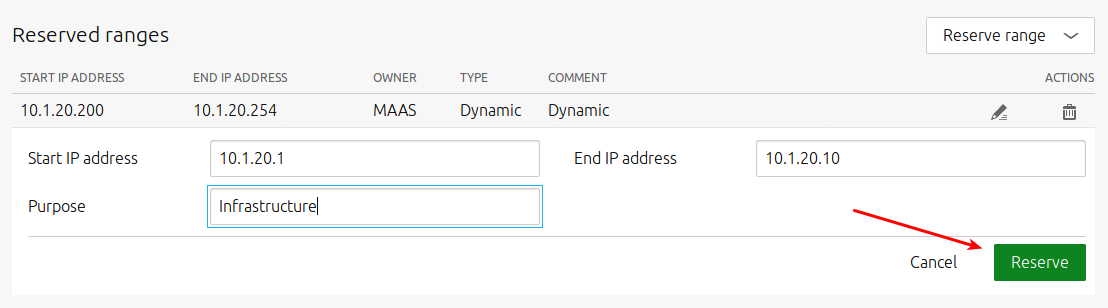 Reserved ranges
Reserve range
START IP ADDRESS END IP ADDRESS OWNER TYPE COMMENT ACTIONS
10.1.20.200 10.1.20.254 MAAS Dynamic Dynamic
Start IP address 10.1.20.1 End IP address 10.1.20.10
Purpose Infrastructure
Cancel Reserve